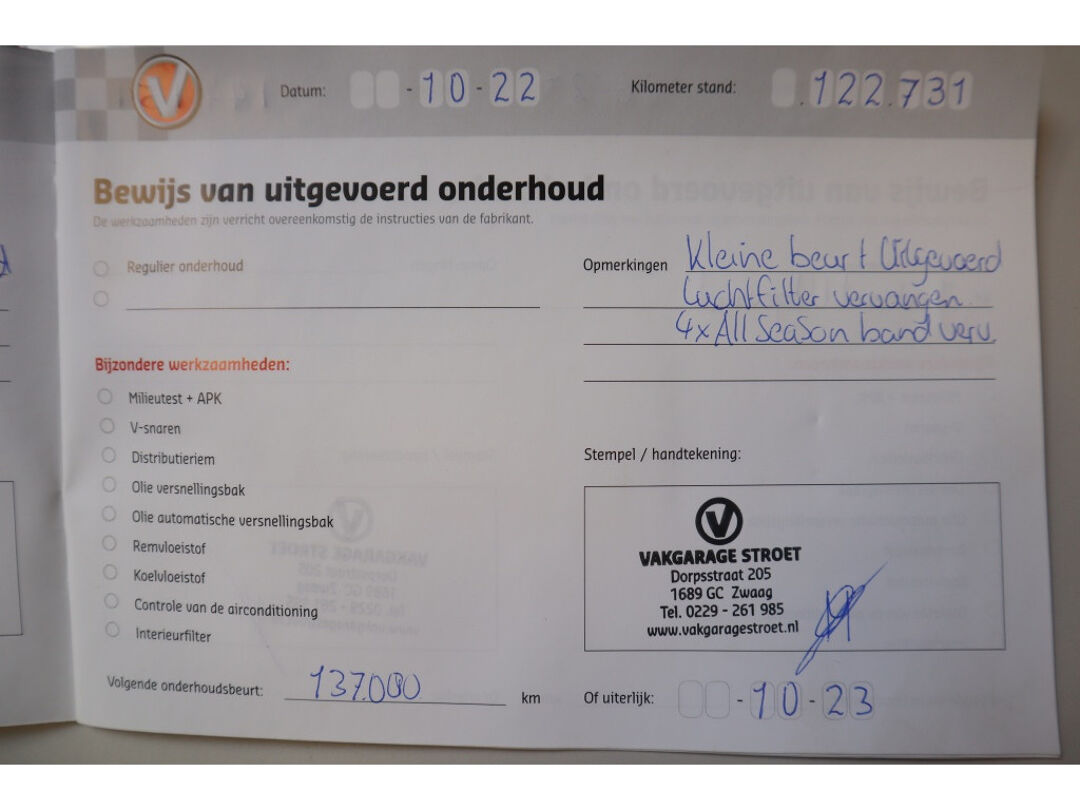 V
Datum: - 10 - 22 Kilometer stand: .122.731
Bewijs van uitgevoerd onderhoud
De werkzaamheden zijn verricht overeenkomstig de instructies van de fabrikant.
Regulier onderhoud
Opmerkingen Kleine beurt Uitgevoerd
Luchtfilter vervangen
4x All Season band verv.
Bijzondere werkzaamheden:
Milieutest + APK
V-snaren
Distributieriem
Olie versnellingsbak
Olie automatische versnellingsbak
Remvloeistof
Koelvloeistof
Controle van de airconditioning
Interieurfilter
Stempel / handtekening:
V
VAKGARAGE STROET
Dorpsstraat 205
1689 GC Zwaag
Tel. 0229 - 261 985
www.vakgaragestroet.nl
Volgende onderhoudsbeurt: 137.000 km
Of uiterlijk: - 10 - 23